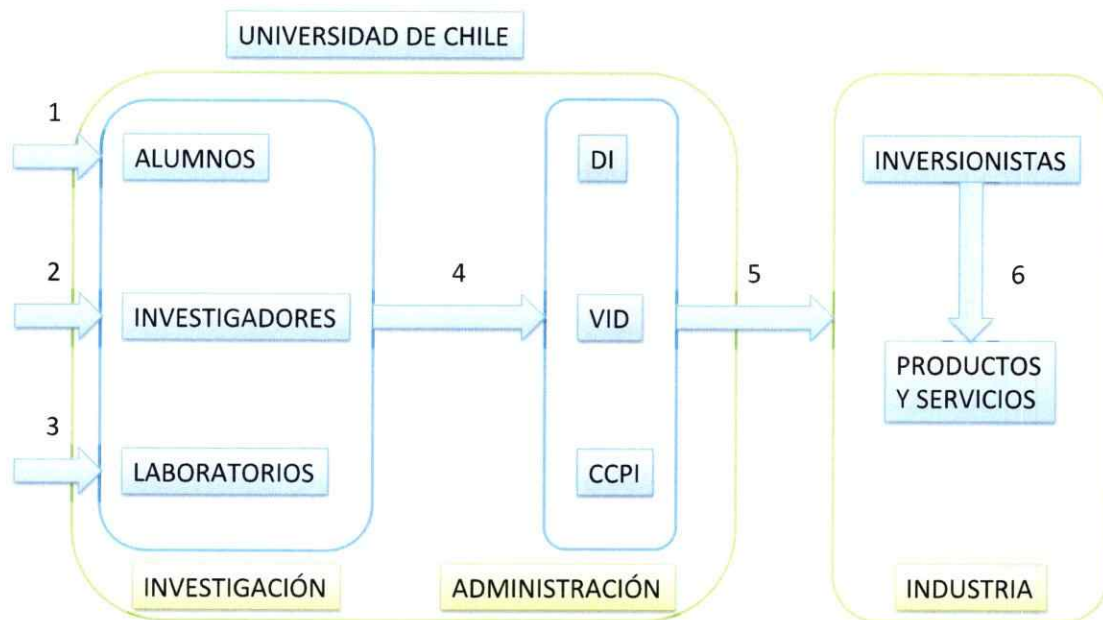 UNIVERSIDAD DE CHILE
1
ALUMNOS
DI
INVERSIONISTAS
2
INVESTIGADORES
4
VID
5
6
PRODUCTOS
Y SERVICIOS
3
LABORATORIOS
CCPI
INVESTIGACIÓN
ADMINISTRACIÓN
INDUSTRIA